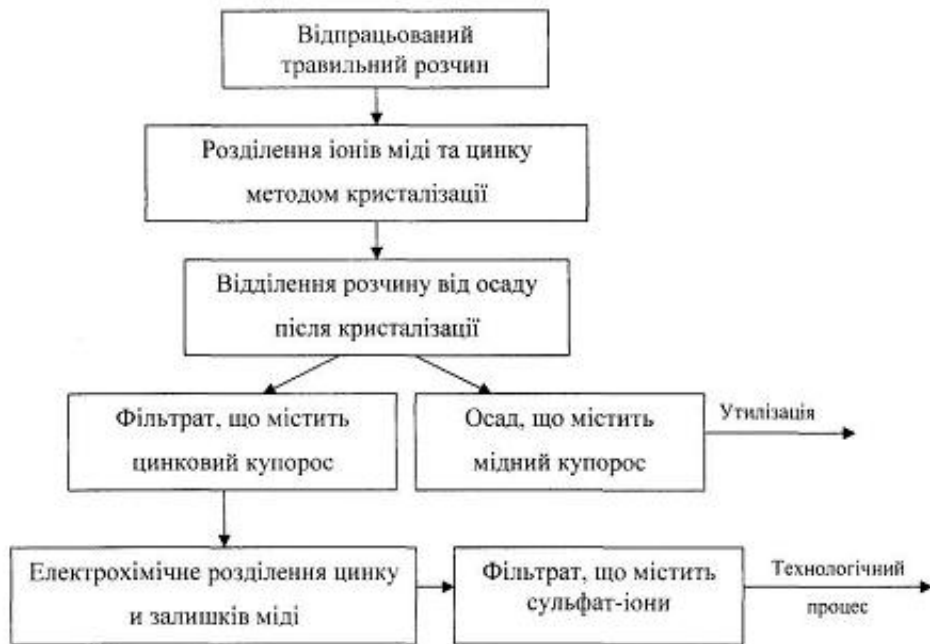 Відпрацьований
травильний розчин
Розділення іонів міді та цинку
методом кристалізації
Відділення розчину від осаду
після кристалізації
Фільтрат, що містить
цинковий купорос
Осад, що містить
мідний купорос
Утилізація
Електрохімічне розділення цинку
и залишків міді
Фільтрат, що містить
сульфат-іони
Технологічний
процес